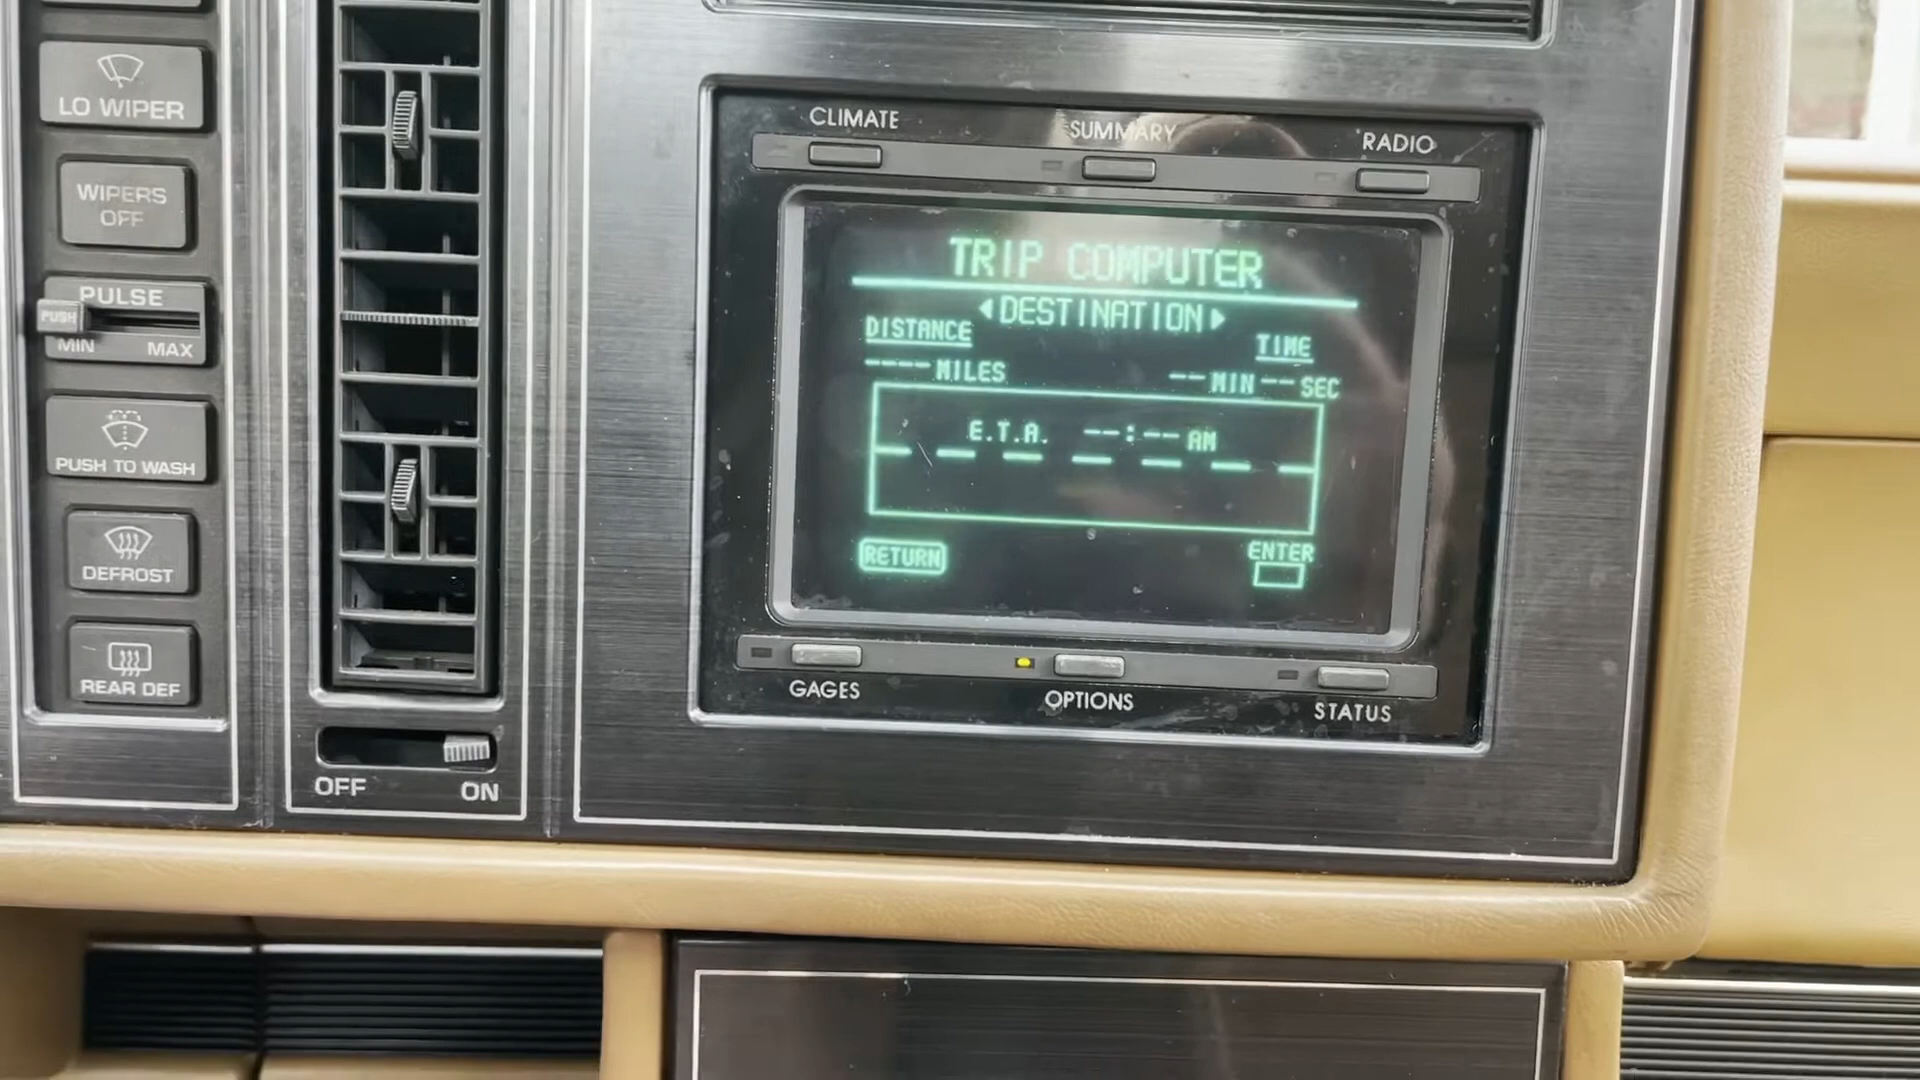 LO WIPER
WIPERS
OFF
PULSE
PUSH
MIN MAX
PUSH TO WASH
DEFROST
REAR DEF
OFF ON
CLIMATE SUMMARY RADIO
TRIP COMPUTER
◀DESTINATION▶
DISTANCE TIME
----MILES --MIN--SEC
E.T.A. --:-- AM
RETURN ENTER
GAGES OPTIONS STATUS